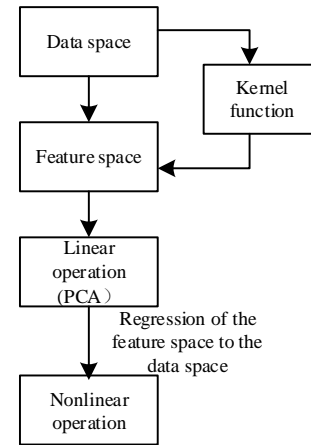 Data space
Kernel
function
Feature space
Linear
operation
(PCA）
Regression of the
feature space to the
data space
Nonlinear
operation